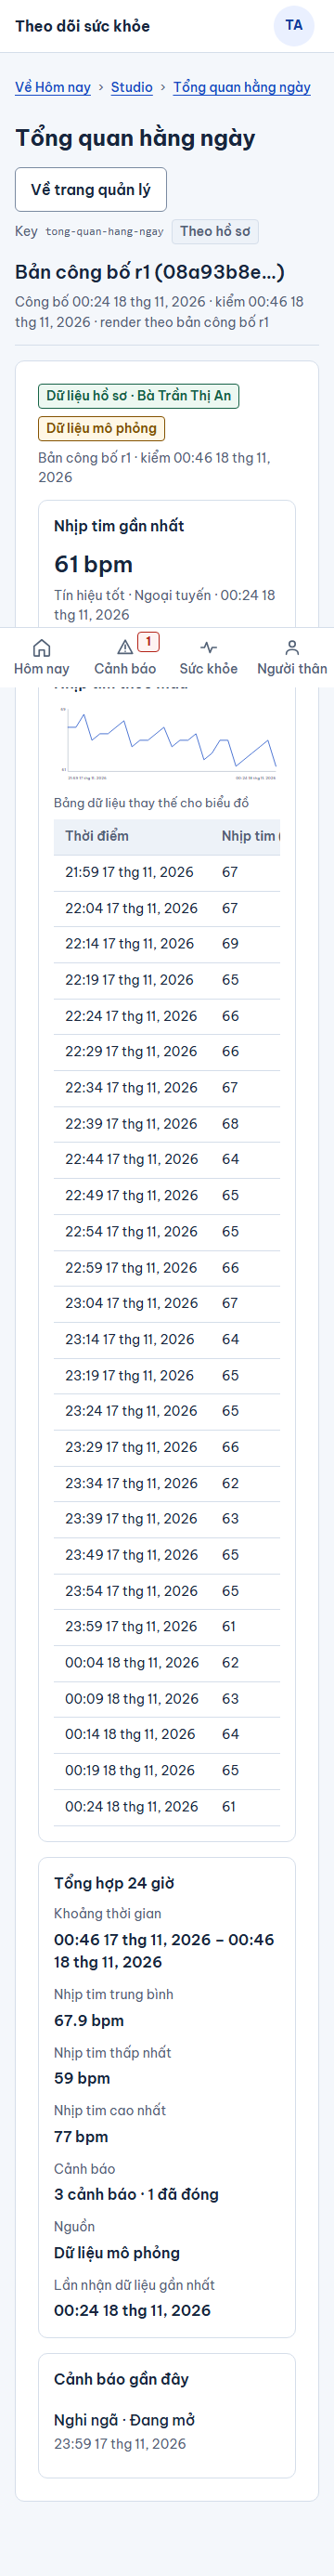 Theo dõi sức khỏe
TA
Về Hôm nay › Studio › Tổng quan hằng ngày
Tổng quan hằng ngày
Về trang quản lý
Key tong-quan-hang-ngay Theo hồ sơ
Bản công bố r1 (08a93b8e…)
Công bố 00:24 18 thg 11, 2026 · kiểm 00:46 18
thg 11, 2026 · render theo bản công bố r1
Dữ liệu hồ sơ · Bà Trần Thị An
Dữ liệu mô phỏng
Bản công bố r1 · kiểm 00:46 18 thg 11,
2026
Nhịp tim gần nhất
61 bpm
Tín hiệu tốt · Ngoại tuyến · 00:24 18
thg 11, 2026
1
Hôm nay
Cảnh báo
Sức khỏe
Người thân
69
61
21:59 17 thg 11, 2026
00:24 18 thg 11, 2026
Bảng dữ liệu thay thế cho biểu đồ
Thời điểm Nhịp tim
21:59 17 thg 11, 2026 67
22:04 17 thg 11, 2026 67
22:14 17 thg 11, 2026 69
22:19 17 thg 11, 2026 65
22:24 17 thg 11, 2026 66
22:29 17 thg 11, 2026 66
22:34 17 thg 11, 2026 67
22:39 17 thg 11, 2026 68
22:44 17 thg 11, 2026 64
22:49 17 thg 11, 2026 65
22:54 17 thg 11, 2026 65
22:59 17 thg 11, 2026 66
23:04 17 thg 11, 2026 67
23:14 17 thg 11, 2026 64
23:19 17 thg 11, 2026 65
23:24 17 thg 11, 2026 65
23:29 17 thg 11, 2026 66
23:34 17 thg 11, 2026 62
23:39 17 thg 11, 2026 63
23:49 17 thg 11, 2026 65
23:54 17 thg 11, 2026 65
23:59 17 thg 11, 2026 61
00:04 18 thg 11, 2026 62
00:09 18 thg 11, 2026 63
00:14 18 thg 11, 2026 64
00:19 18 thg 11, 2026 65
00:24 18 thg 11, 2026 61
Tổng hợp 24 giờ
Khoảng thời gian
00:46 17 thg 11, 2026 – 00:46
18 thg 11, 2026
Nhịp tim trung bình
67.9 bpm
Nhịp tim thấp nhất
59 bpm
Nhịp tim cao nhất
77 bpm
Cảnh báo
3 cảnh báo · 1 đã đóng
Nguồn
Dữ liệu mô phỏng
Lần nhận dữ liệu gần nhất
00:24 18 thg 11, 2026
Cảnh báo gần đây
Nghi ngã · Đang mở
23:59 17 thg 11, 2026